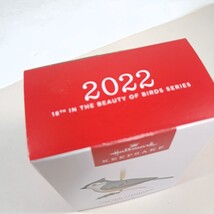 2022
18TH IN THE BEAUTY OF BIRDS SERIES
Hallmark
KEEPSAKE